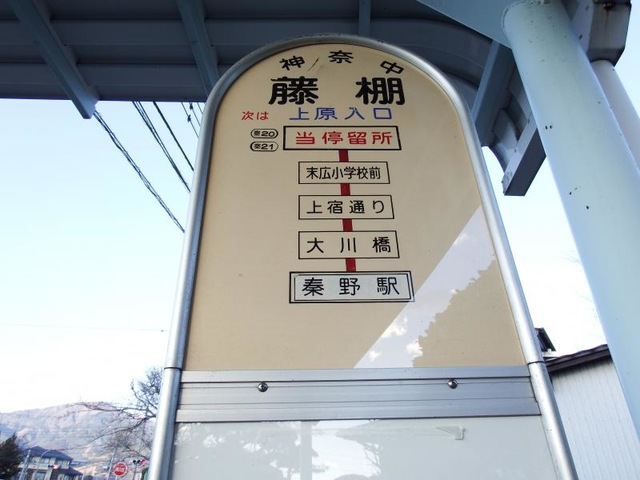 神奈中
藤棚
次は 上原入口
秦20
秦21
当停留所
末広小学校前
上宿通り
大川橋
秦野駅